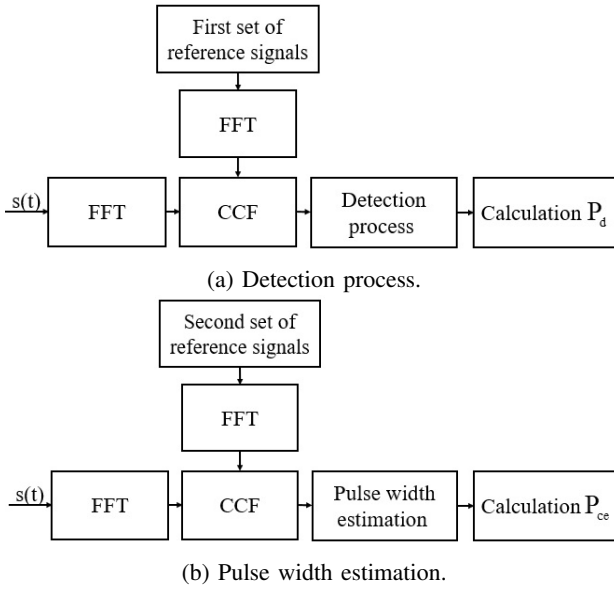 First set of
reference signals
FFT
s(t)
FFT
CCF
Detection
process
Calculation P_d
(a) Detection process.
Second set of
reference signals
FFT
s(t)
FFT
CCF
Pulse width
estimation
Calculation P_ce
(b) Pulse width estimation.